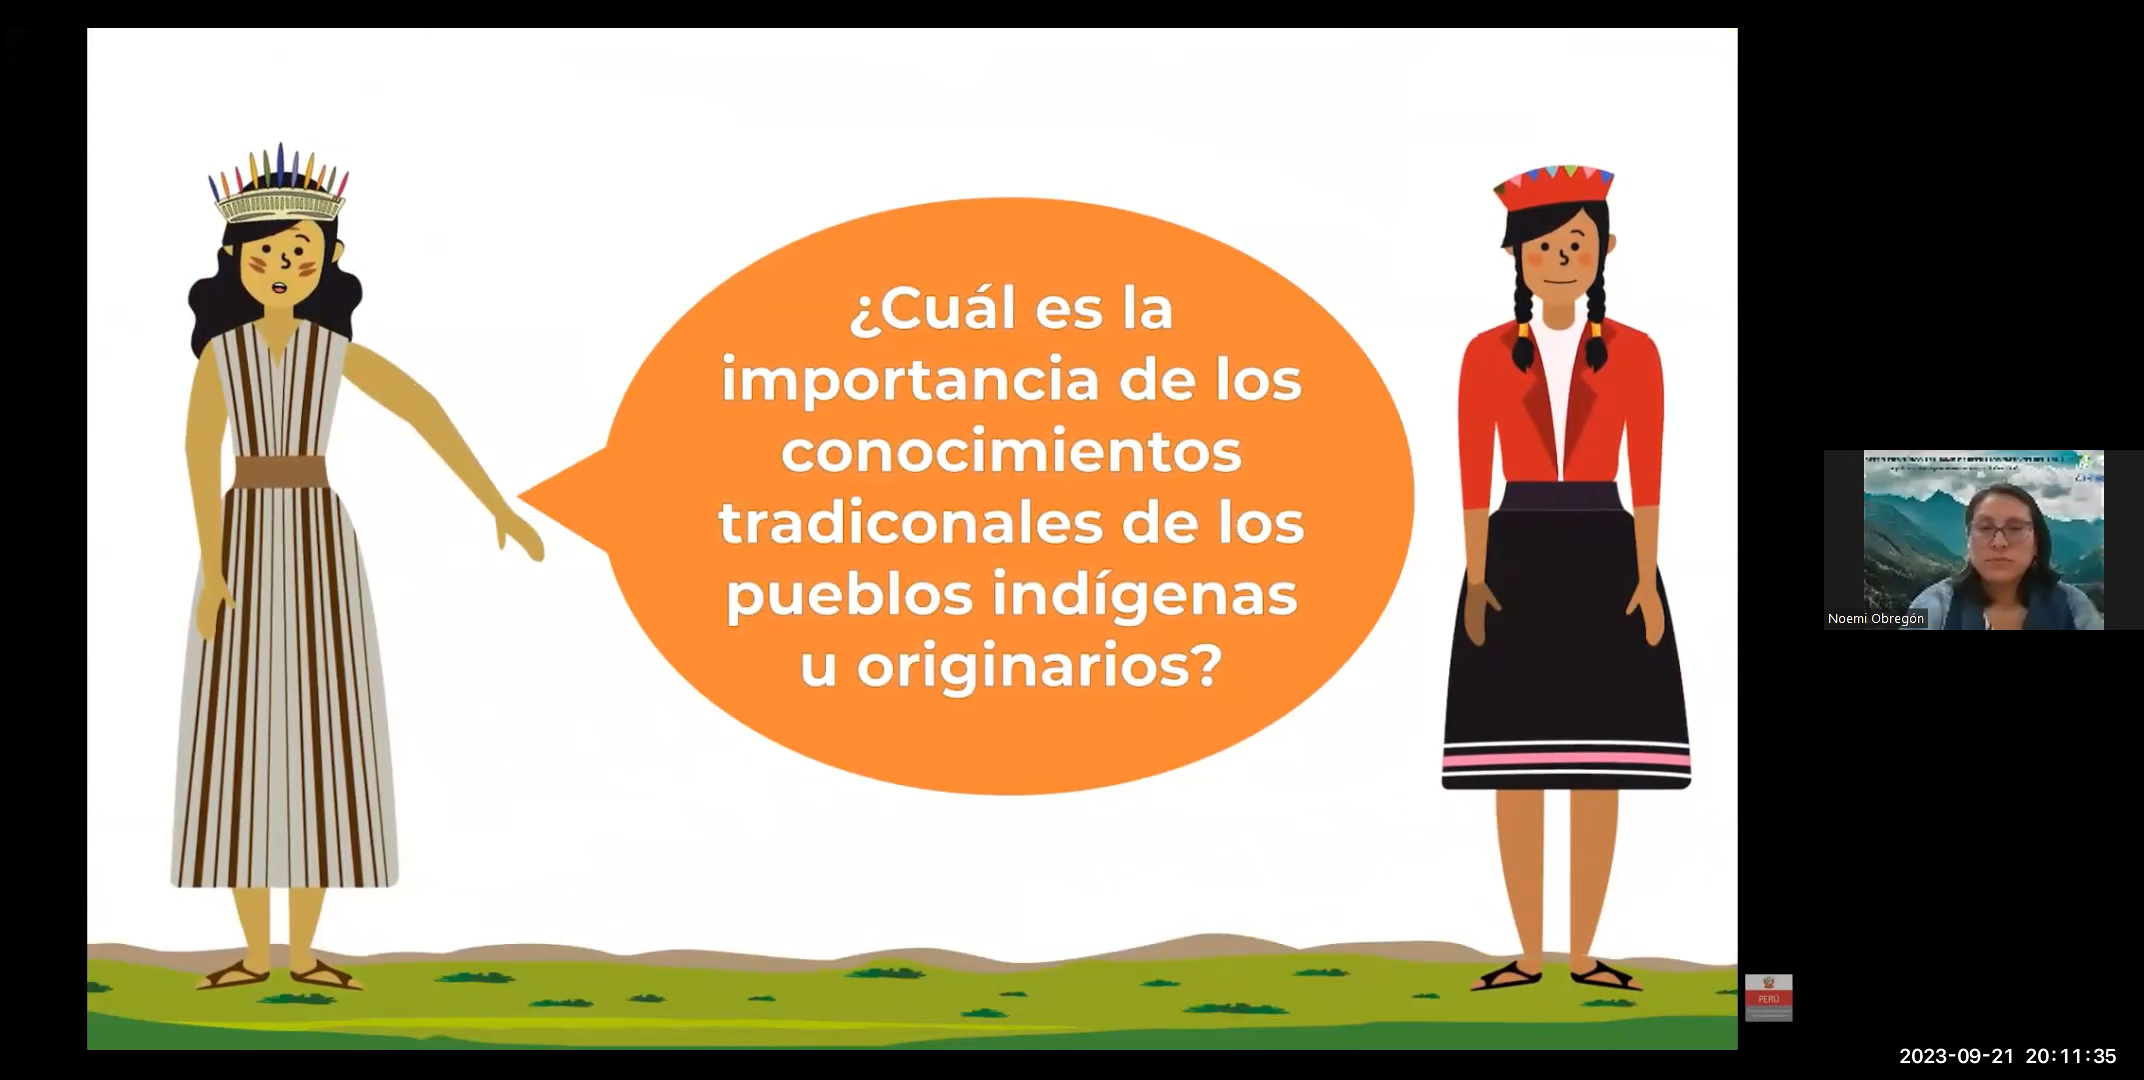 ¿Cuál es la
importancia de los
conocimientos
tradiconales de los
pueblos indígenas
u originarios?
Noemi Obregón
PERÚ
2023-09-21 20:11:35